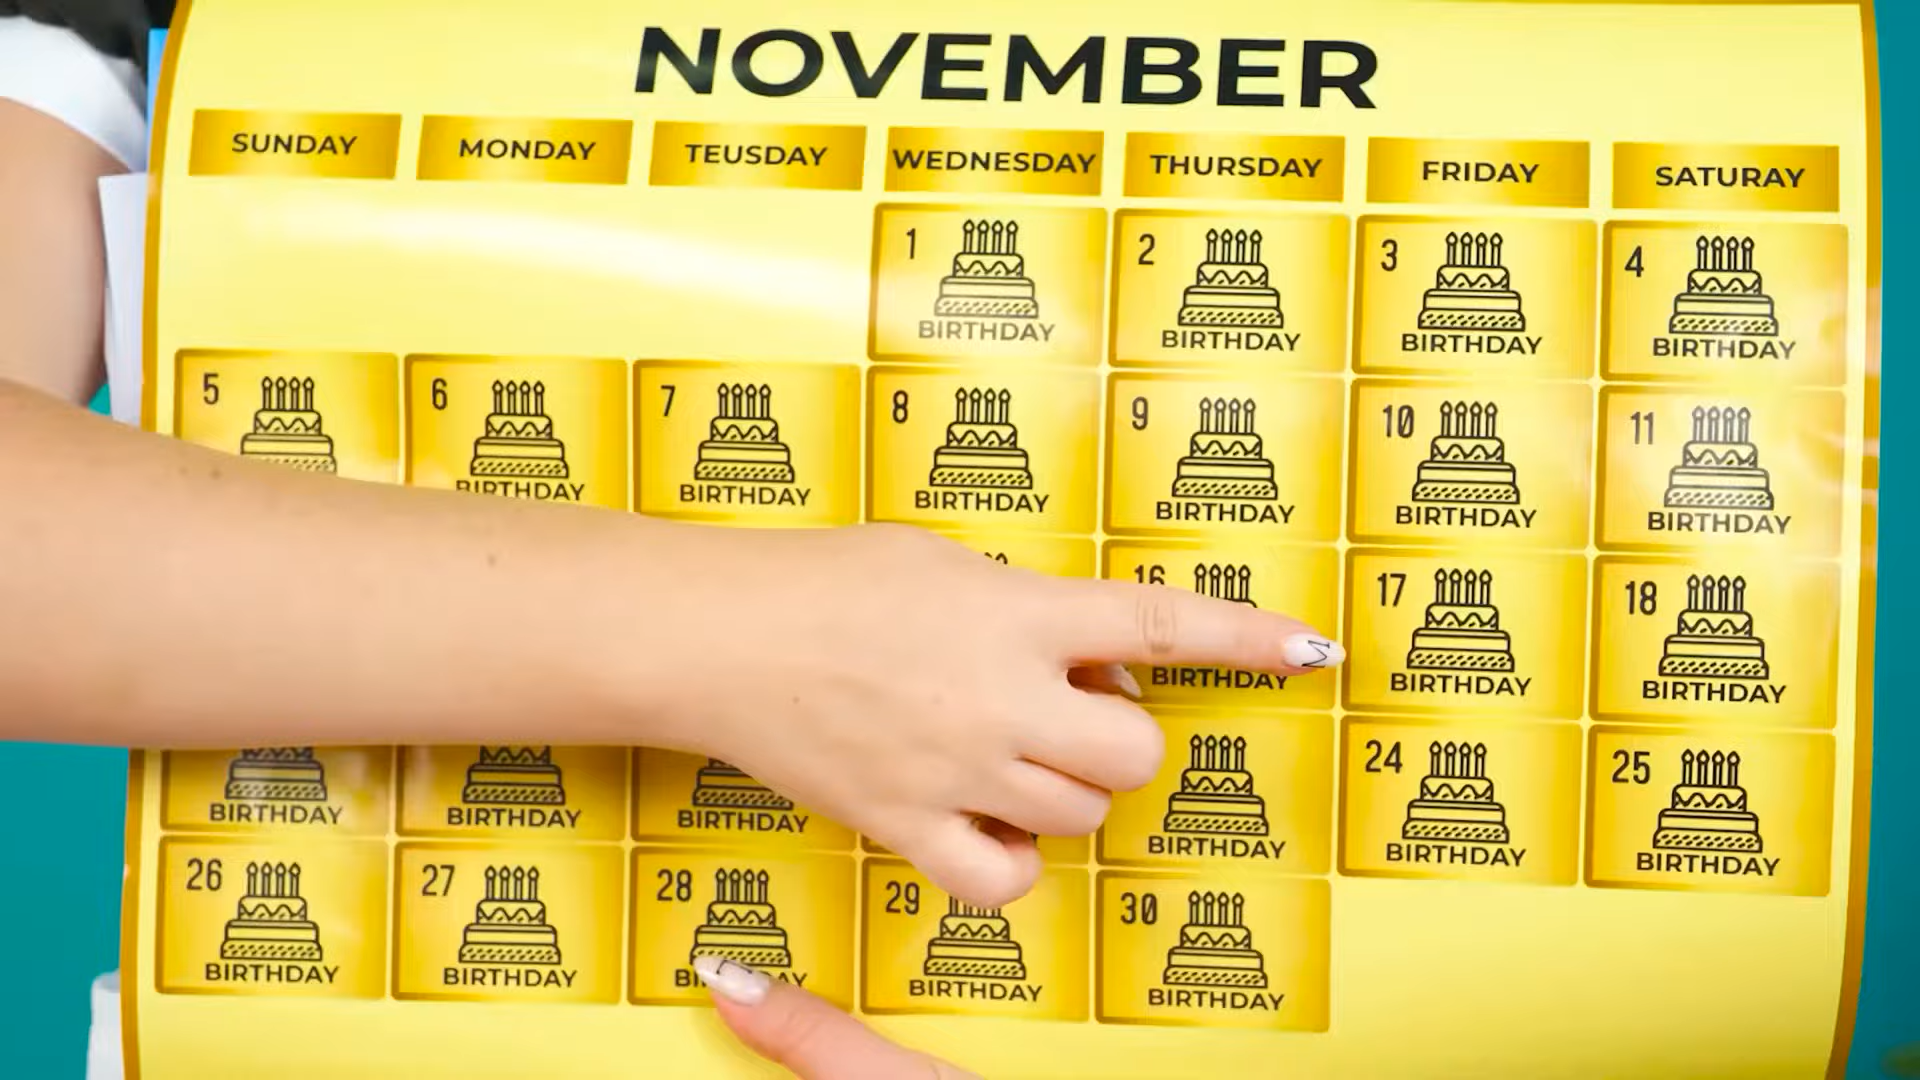 NOVEMBER
SUNDAY MONDAY TEUSDAY WEDNESDAY THURSDAY FRIDAY SATURAY
1 2 3 4
BIRTHDAY BIRTHDAY BIRTHDAY BIRTHDAY
5 6 7 8 9 10 11
BIRTHDAY BIRTHDAY BIRTHDAY BIRTHDAY BIRTHDAY BIRTHDAY
16 17 18
M
BIRTHDAY BIRTHDAY BIRTHDAY
24 25
BIRTHDAY BIRTHDAY BIRTHDAY BIRTHDAY BIRTHDAY BIRTHDAY
26 27 28 29 30
BIRTHDAY BIRTHDAY BIRTHDAY BIRTHDAY